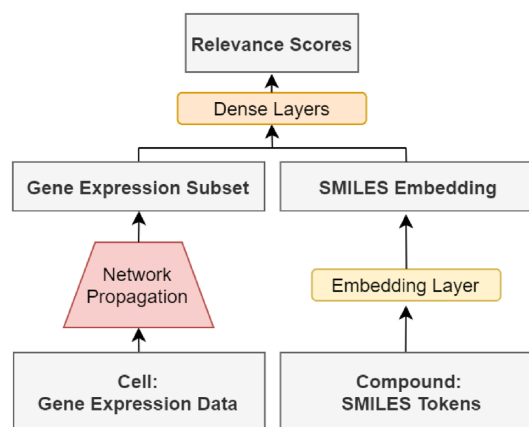 Relevance Scores
Dense Layers
Gene Expression Subset
SMILES Embedding
Network
Propagation
Embedding Layer
Cell:
Gene Expression Data
Compound:
SMILES Tokens